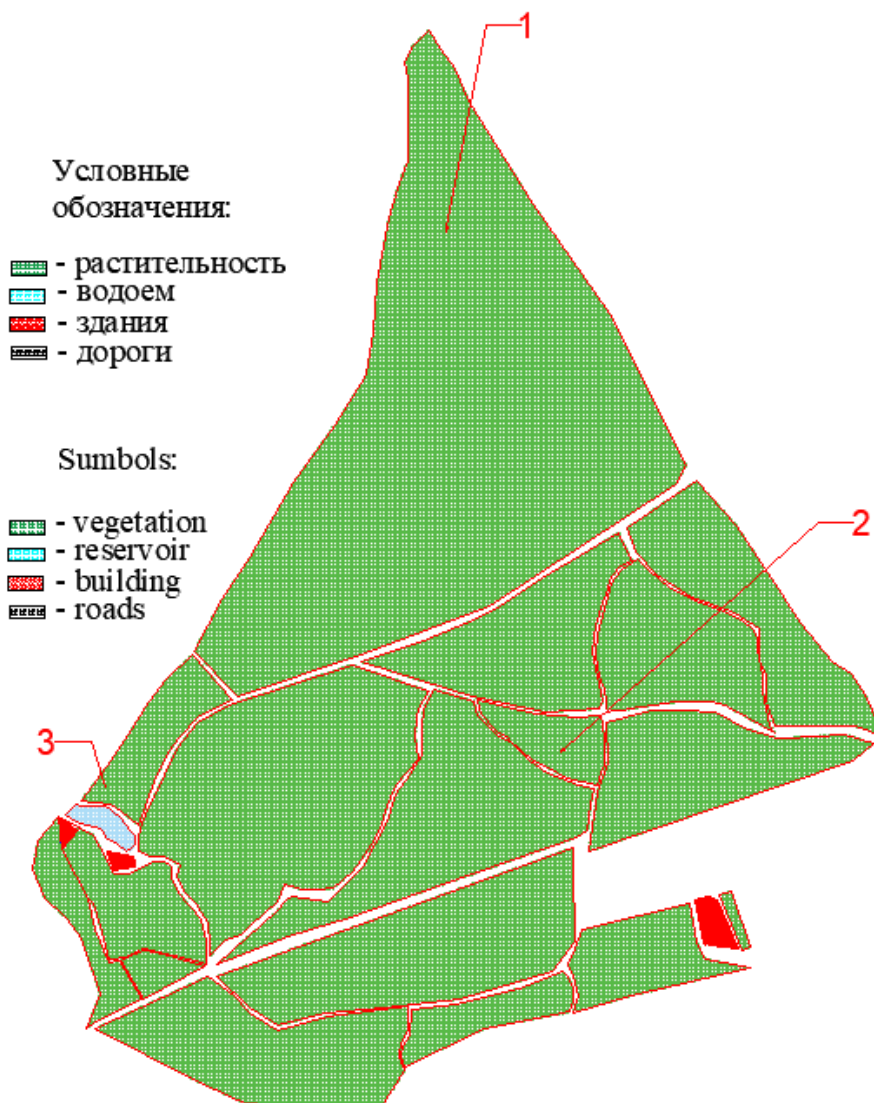 1
Условные
обозначения:
- растительность
- водоем
- здания
- дороги
Sumbols:
- vegetation
- reservoir
- building
- roads
2
3